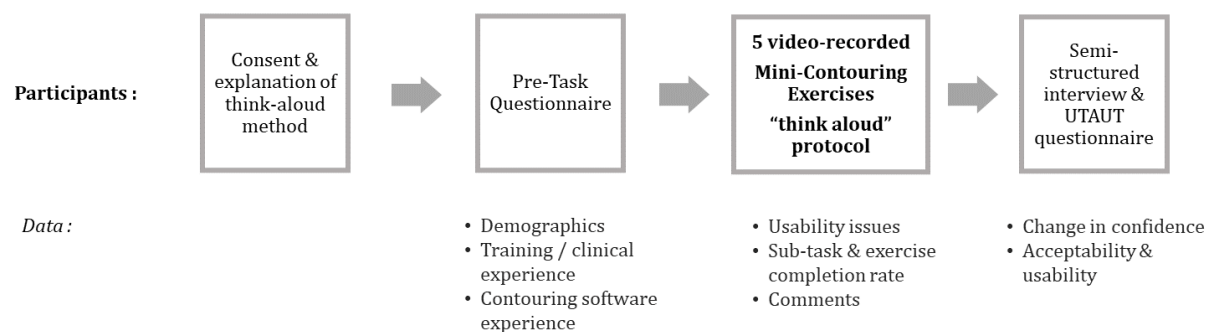 Participants :
Consent &
explanation of
think-aloud
method
Pre-Task
Questionnaire
5 video-recorded
Mini-Contouring
Exercises
“think aloud”
protocol
Semi-
structured
interview &
UTAUT
questionnaire
Data :
• Demographics
• Training / clinical
experience
• Contouring software
experience
• Usability issues
• Sub-task & exercise
completion rate
• Comments
• Change in confidence
• Acceptability &
usability